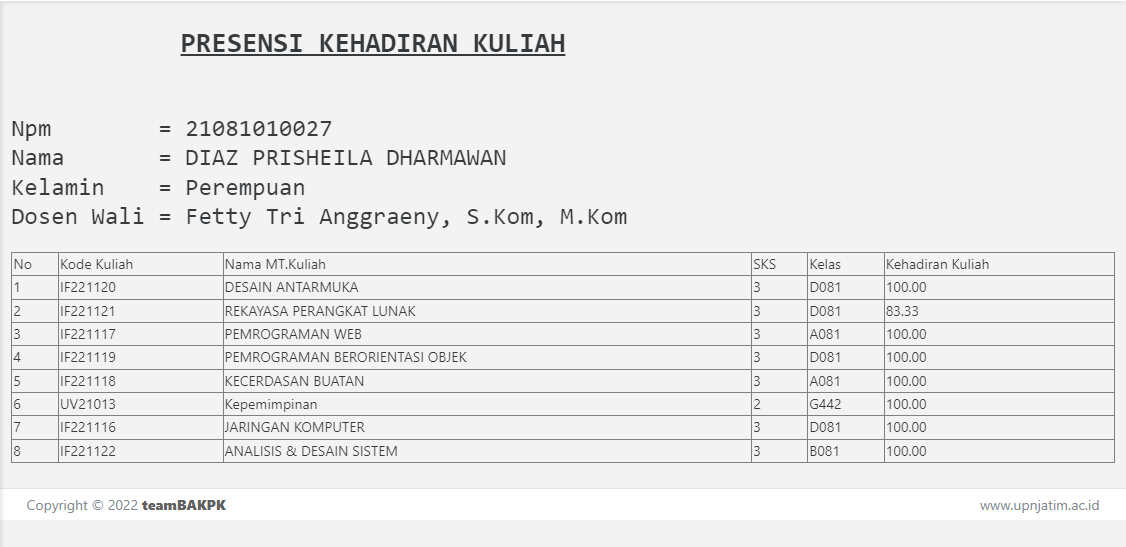 PRESENSI KEHADIRAN KULIAH
Npm = 21081010027
Nama = DIAZ PRISHEILA DHARMAWAN
Kelamin = Perempuan
Dosen Wali = Fetty Tri Anggraeny, S.Kom, M.Kom
No Kode Kuliah Nama MT.Kuliah SKS Kelas Kehadiran Kuliah
1 IF221120 DESAIN ANTARMUKA 3 D081 100.00
2 IF221121 REKAYASA PERANGKAT LUNAK 3 D081 83.33
3 IF221117 PEMROGRAMAN WEB 3 A081 100.00
4 IF221119 PEMROGRAMAN BERORIENTASI OBJEK 3 D081 100.00
5 IF221118 KECERDASAN BUATAN 3 A081 100.00
6 UV21013 Kepemimpinan 2 G442 100.00
7 IF221116 JARINGAN KOMPUTER 3 D081 100.00
8 IF221122 ANALISIS & DESAIN SISTEM 3 B081 100.00
Copyright © 2022 teamBAKPK www.upnjatim.ac.id